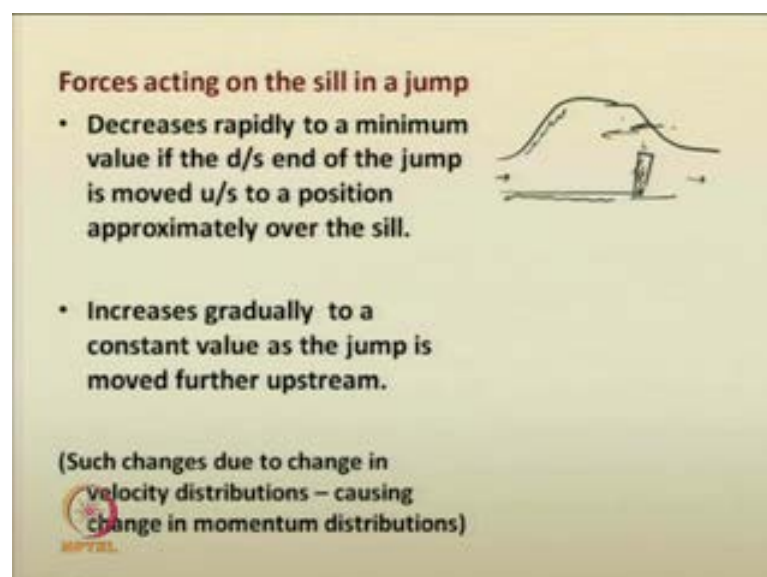 Forces acting on the sill in a jump
• Decreases rapidly to a minimum
value if the d/s end of the jump
is moved u/s to a position
approximately over the sill.
• Increases gradually to a
constant value as the jump is
moved further upstream.
(Such changes due to change in
velocity distributions – causing
change in momentum distributions)
NPTEL